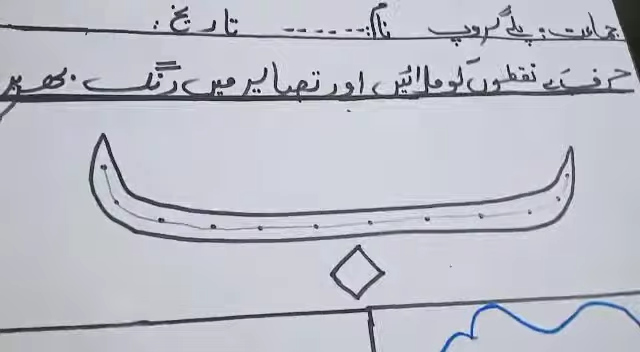 جماعت: پلے گروپ نام: ------ تاریخ:
حرف کے نقطوں کو ملائیں اور تصاویر میں رنگ بھریں
ب